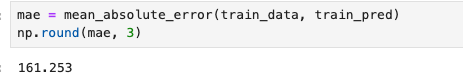 mae = mean_absolute_error(train_data, train_pred)
np.round(mae, 3)
161.253